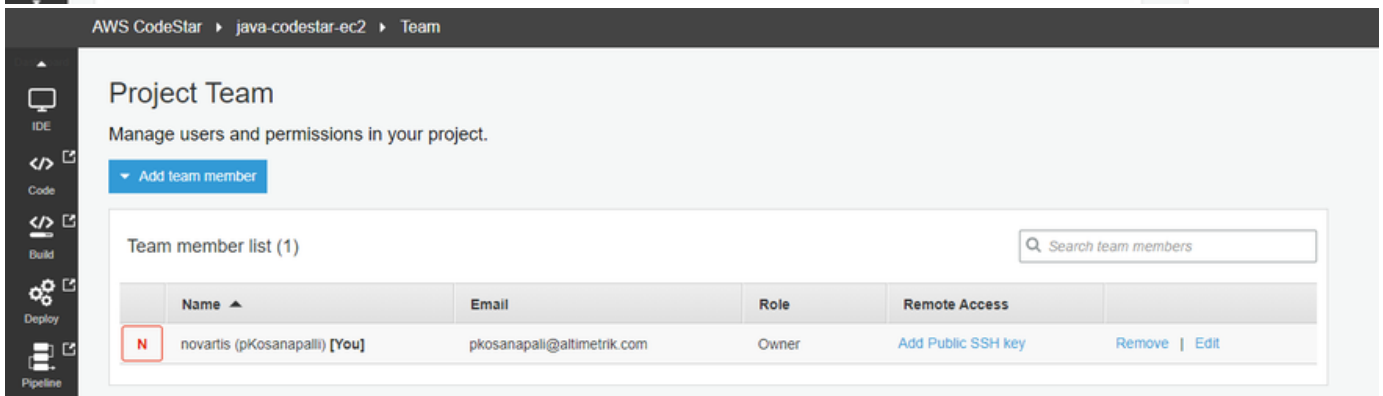 AWS CodeStar ▸ java-codestar-ec2 ▸ Team
IDE
Code
Build
Deploy
Pipeline
Project Team
Manage users and permissions in your project.
Add team member
Team member list (1)
Search team members
Name Email Role Remote Access
N novartis (pKosanapalli) [You] pkosanapali@altimetrik.com Owner Add Public SSH key Remove | Edit